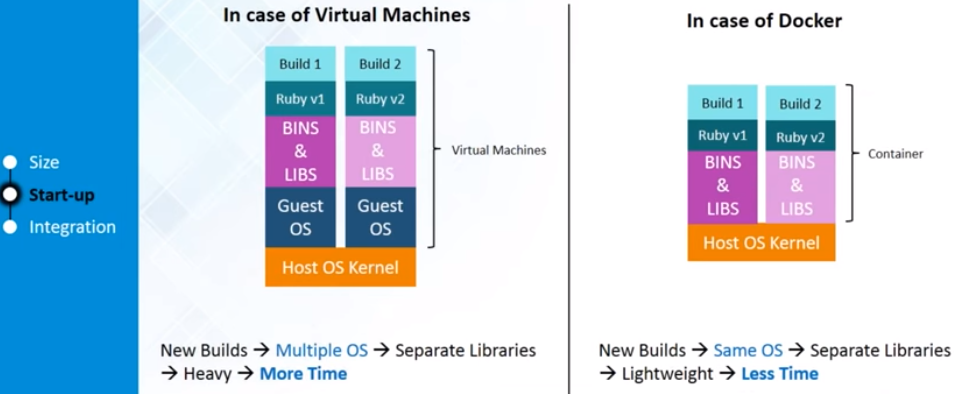 Size
Start-up
Integration
In case of Virtual Machines
Build 1
Build 2
Ruby v1
Ruby v2
BINS
&
LIBS
BINS
&
LIBS
Guest
OS
Guest
OS
Host OS Kernel
Virtual Machines
New Builds → Multiple OS → Separate Libraries
→ Heavy → More Time
In case of Docker
Build 1
Build 2
Ruby v1
Ruby v2
BINS
&
LIBS
BINS
&
LIBS
Host OS Kernel
Container
New Builds → Same OS → Separate Libraries
→ Lightweight → Less Time